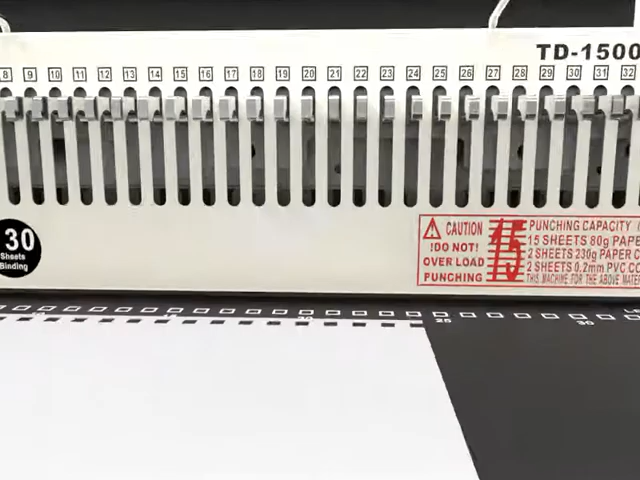 TD-1500
8 9 10 11 12 13 14 15 16 17 18 19 20 21 22 23 24 25 26 27 28 29 30 31 32
30
Sheets
Binding
CAUTION
!DO NOT!
OVER LOAD
PUNCHING
15
PUNCHING CAPACITY
15 SHEETS 80g PAPE
2 SHEETS 230g PAPER C
2 SHEETS 0.2mm PVC CO
THIS MACHINE FOR THE ABOVE MATER
25
30